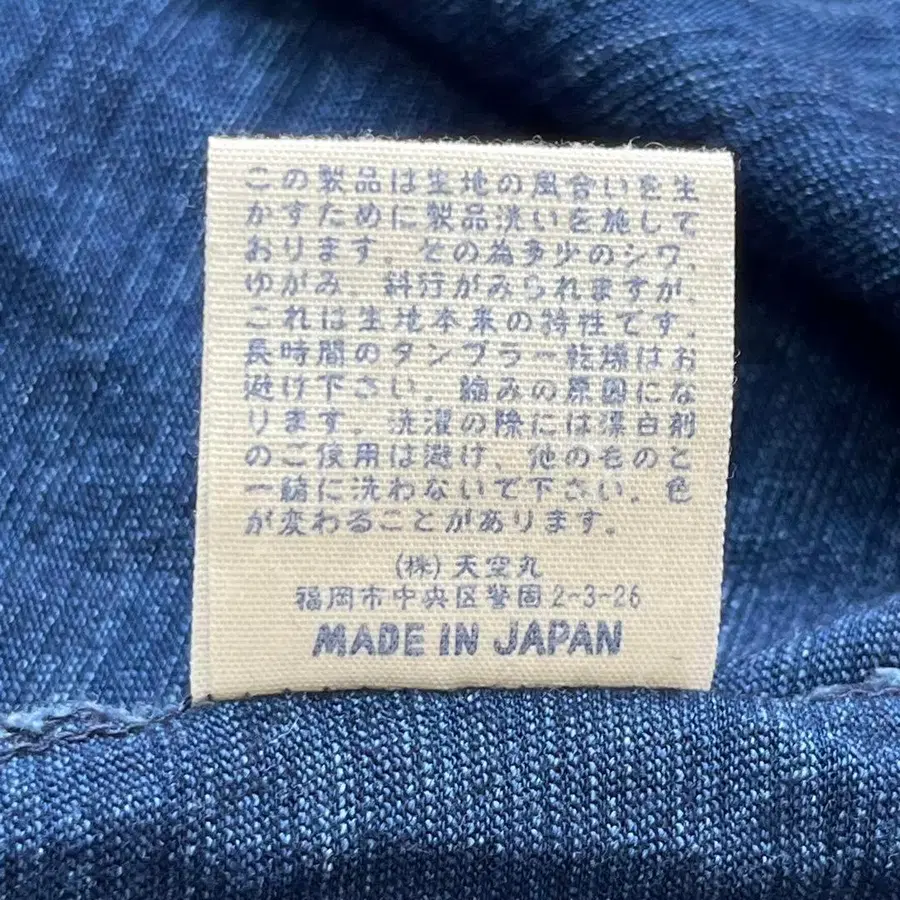 この製品は生地の風合いを生
かすために製品洗いを施して
おります。その為多少のシワ、
ゆがみ、斜行がみられますが、
これは生地本来の特性です。
長時間のタンブラー乾燥はお
避け下さい。縮みの原因にな
ります。洗濯の際には漂白剤
のご使用は避け、他のものと
一緒に洗わないで下さい。色
が変わることがあります。
(株)天空丸
福岡市中央区警固2-3-26
MADE IN JAPAN